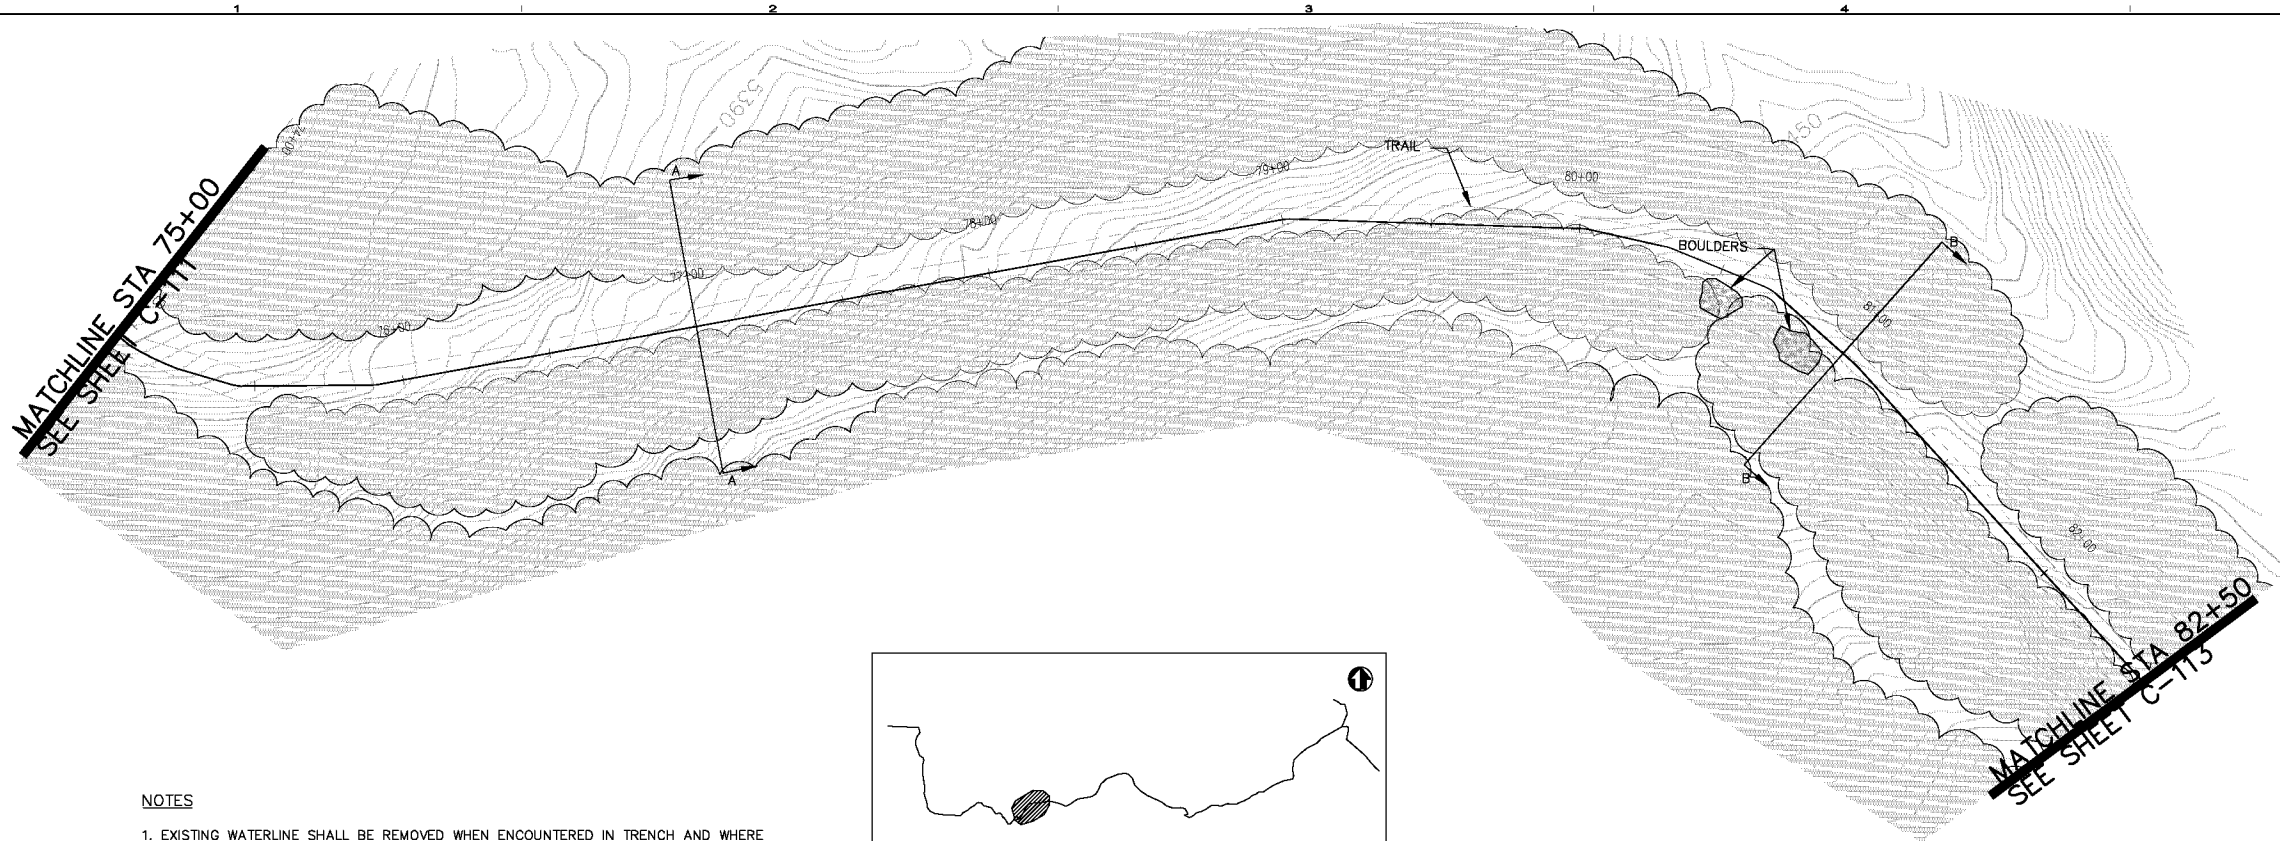 1
2
3
4
5390
TRAIL
79+00
80+00
A
78+00
77+00
76+00
BOULDERS
B
81+00
MATCHLINE STA 75+00
SEE SHEET C-111
A
B
82+00
MATCHLINE STA 82+50
SEE SHEET C-113
NOTES
1. EXISTING WATERLINE SHALL BE REMOVED WHEN ENCOUNTERED IN TRENCH AND WHERE